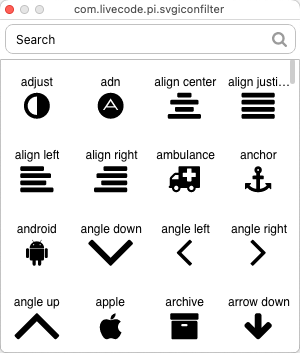 com.livecode.pi.svgiconfilter
Search
adjust adn align center align justi...
align left align right ambulance anchor
android angle down angle left angle right
angle up apple archive arrow down